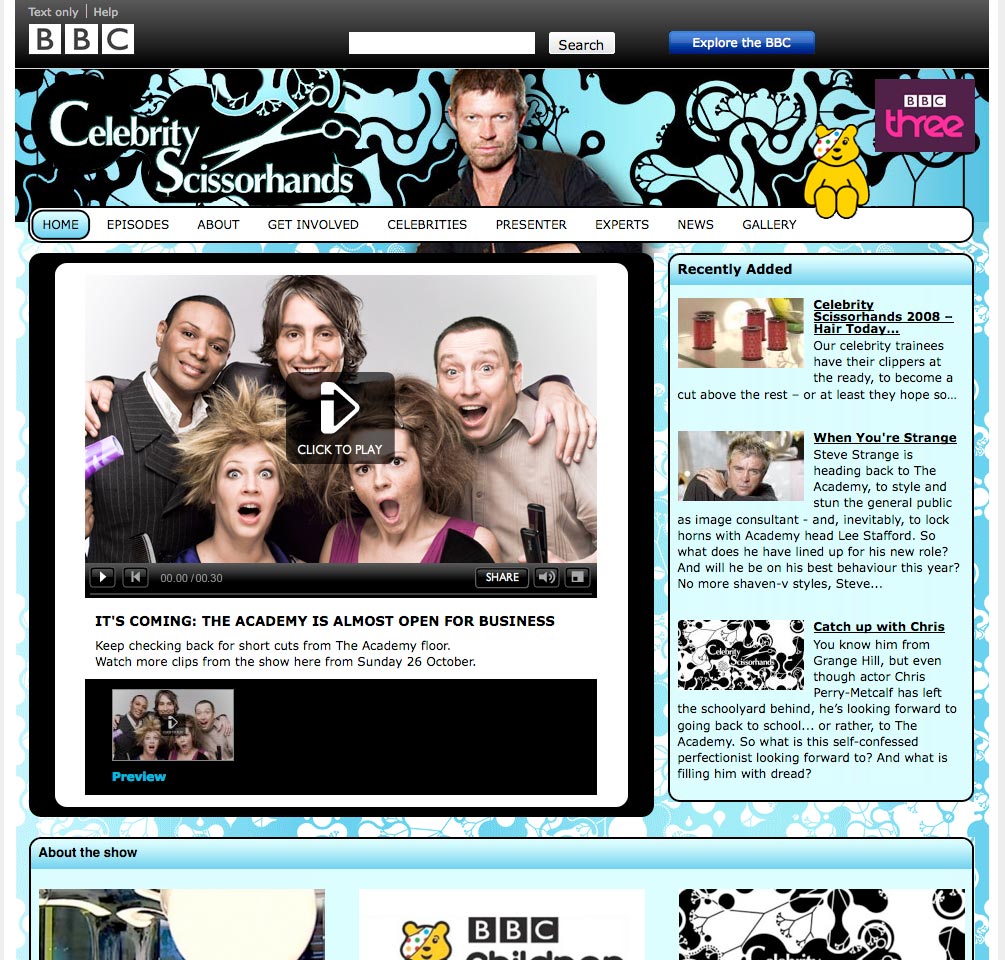 Text only | Help
BBC
Search
Explore the BBC
Celebrity
Scissorhands
BBC
three
HOME
EPISODES
ABOUT
GET INVOLVED
CELEBRITIES
PRESENTER
EXPERTS
NEWS
GALLERY
CLICK TO PLAY
00.00 / 00.30
SHARE
IT'S COMING: THE ACADEMY IS ALMOST OPEN FOR BUSINESS
Keep checking back for short cuts from The Academy floor.
Watch more clips from the show here from Sunday 26 October.
Preview
Recently Added
Celebrity
Scissorhands 2008 –
Hair Today...
Our celebrity trainees
have their clippers at
the ready, to become a
cut above the rest – or at least they hope so...
When You're Strange
Steve Strange is
heading back to The
Academy, to style and
stun the general public
as image consultant - and, inevitably, to lock
horns with Academy head Lee Stafford. So
what does he have lined up for his new role?
And will he be on his best behaviour this year?
No more shaven-v styles, Steve...
Celebrity
Scissorhands
Catch up with Chris
You know him from
Grange Hill, but even
though actor Chris
Perry-Metcalf has left
the schoolyard behind, he's looking forward to
going back to school... or rather, to The
Academy. So what is this self-confessed
perfectionist looking forward to? And what is
filling him with dread?
About the show
BBC
Children
Celebrity